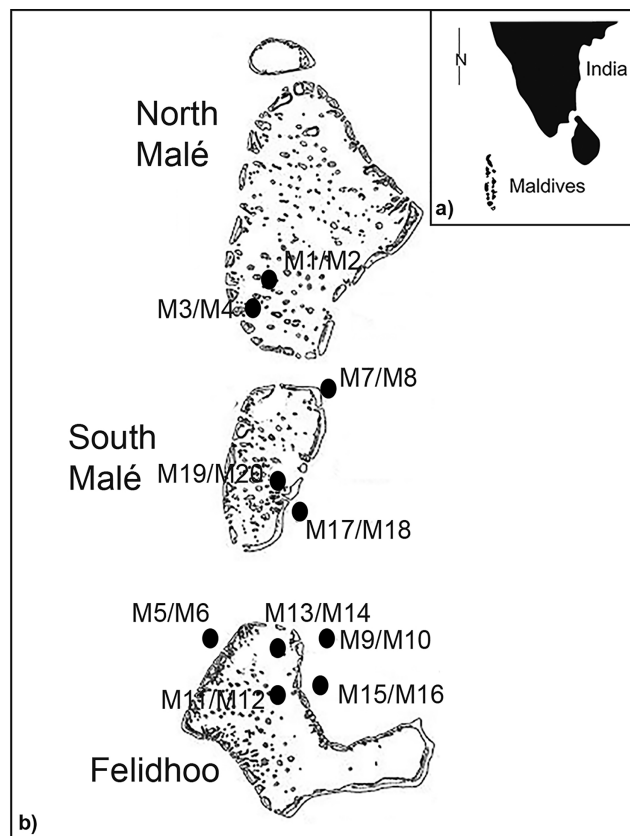 North
Malé
N
India
Maldives
a)
M1/M2
M3/M4
M7/M8
South
Malé
M19/M20
M17/M18
M5/M6
M13/M14
M9/M10
M11/M12
M15/M16
Felidhoo
b)